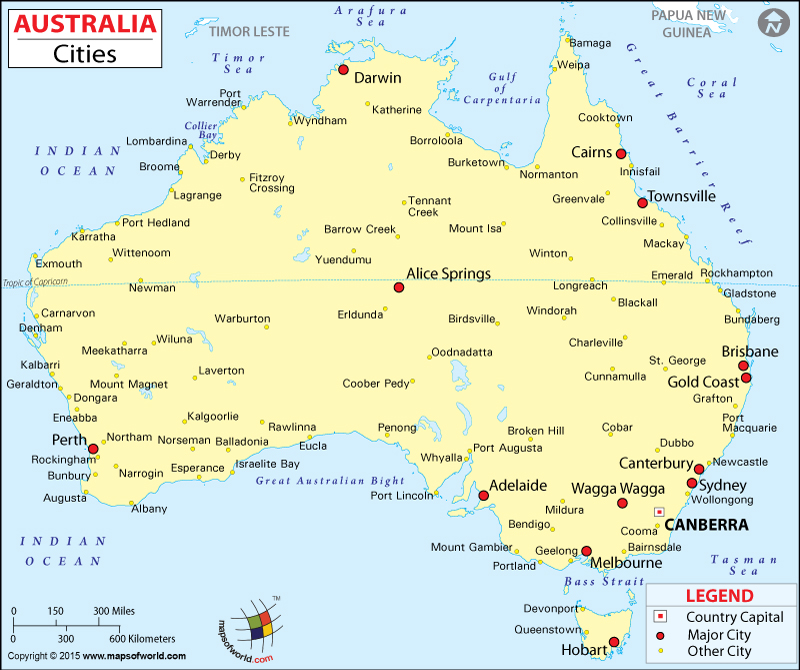 AUSTRALIA
Cities
Arafura
Sea
TIMOR LESTE
PAPUA NEW
GUINEA
N
Timor
Sea
Gulf
of
Carpentaria
Coral
Sea
Great Barrier Reef
Bamaga
Weipa
Darwin
Port
Warrender
Katherine
Wyndham
Collier
Bay
Cooktown
Borroloola
Lombardina
Derby
INDIAN
OCEAN
Cairns
Burketown
Broome
Innisfail
Normanton
Fitzroy
Crossing
Lagrange
Tennant
Creek
Greenvale
Townsville
Port Hedland
Collinsville
Barrow Creek
Mount Isa
Karratha
Mackay
Wittenoom
Winton
Exmouth
Yuendumu
Alice Springs
Emerald
Rockhampton
Tropic of Capricorn
Newman
Longreach
Gladstone
Blackall
Carnarvon
Erldunda
Birdsville
Windorah
Bundaberg
Denham
Warburton
Wiluna
Charleville
Meekatharra
Oodnadatta
Brisbane
Kalbarri
St. George
Laverton
Cunnamulla
Geraldton
Mount Magnet
Coober Pedy
Gold Coast
Dongara
Grafton
Eneabba
Kalgoorlie
Port
Macquarie
Rawlinna
Penong
Broken Hill
Cobar
Perth
Northam
Norseman
Balladonia
Eucla
Dubbo
Port Augusta
Rockingham
Whyalla
Canterbury
Newcastle
Israelite Bay
Bunbury
Narrogin
Esperance
Great Australian Bight
Adelaide
Wagga Wagga
Sydney
Augusta
Port Lincoln
Wollongong
Albany
Mildura
Bendigo
CANBERRA
Cooma
INDIAN
OCEAN
Mount Gambier
Geelong
Bairnsdale
Portland
Melbourne
Tasman
Sea
Bass Strait
LEGEND
Country Capital
Major City
Other City
Devonport
Queenstown
Hobart
0 150 300 Miles
0 300 600 Kilometers
TM
mapsofworld.com
Copyright © 2015 www.mapsofworld.com